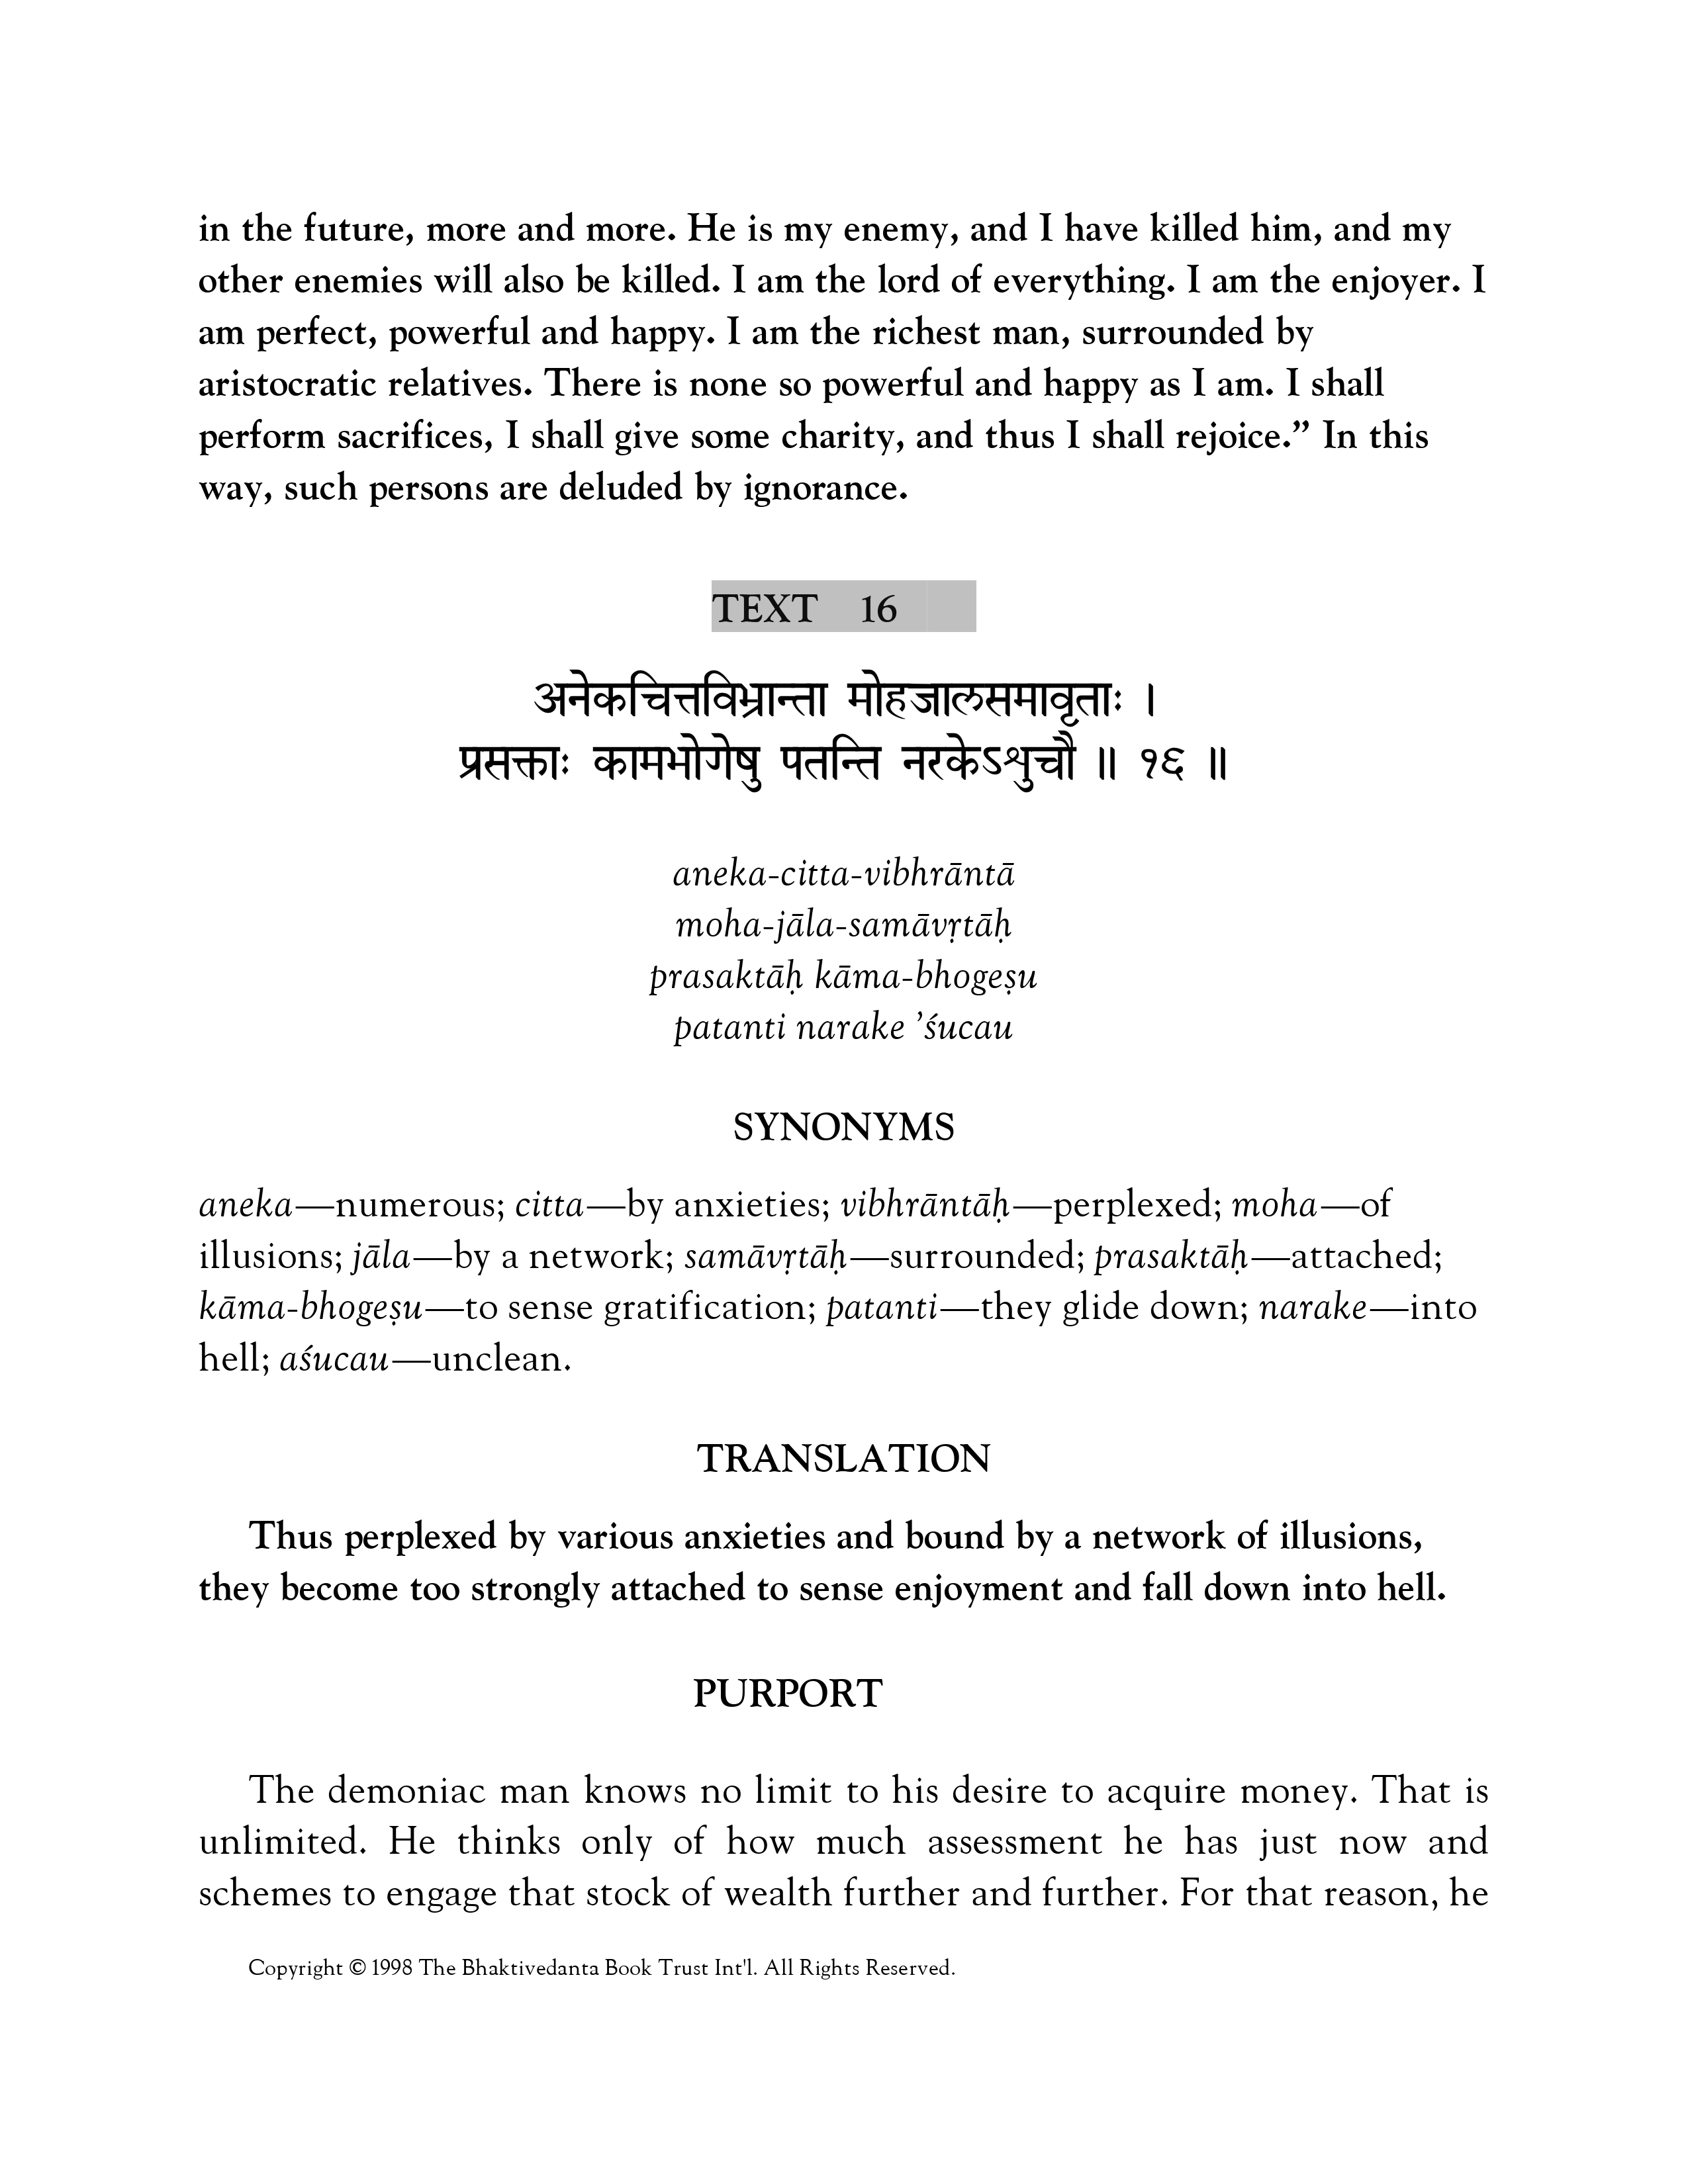 in the future, more and more. He is my enemy, and I have killed him, and my
other enemies will also be killed. I am the lord of everything. I am the enjoyer. I
am perfect, powerful and happy. I am the richest man, surrounded by
aristocratic relatives. There is none so powerful and happy as I am. I shall
perform sacrifices, I shall give some charity, and thus I shall rejoice.” In this
way, such persons are deluded by ignorance.
TEXT 16
अनेकचित्तविभ्रान्ता मोहजालसमावृताः ।
प्रसक्ताः कामभोगेषु पतन्ति नरकेऽशुचौ ॥ १६ ॥
aneka-citta-vibhrāntā
moha-jāla-samāvṛtāḥ
prasaktāḥ kāma-bhogeṣu
patanti narake ’śucau
SYNONYMS
aneka—numerous; citta—by anxieties; vibhrāntāḥ—perplexed; moha—of
illusions; jāla—by a network; samāvṛtāḥ—surrounded; prasaktāḥ—attached;
kāma-bhogeṣu—to sense gratification; patanti—they glide down; narake—into
hell; aśucau—unclean.
TRANSLATION
Thus perplexed by various anxieties and bound by a network of illusions,
they become too strongly attached to sense enjoyment and fall down into hell.
PURPORT
The demoniac man knows no limit to his desire to acquire money. That is
unlimited. He thinks only of how much assessment he has just now and
schemes to engage that stock of wealth further and further. For that reason, he
Copyright © 1998 The Bhaktivedanta Book Trust Int'l. All Rights Reserved.